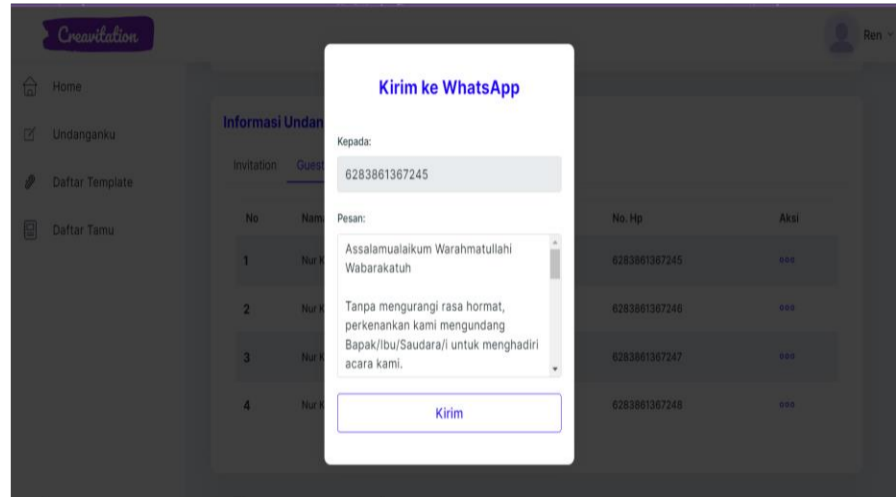 Creavitation
Ren
Home
Undanganku
Daftar Template
Daftar Tamu
Informasi Undan
Invitation Guest
No Nam No. Hp Aksi
1 Nur K 6283861367245
2 Nur K 6283861367246
3 Nur K 6283861367247
4 Nur K 6283861367248
Kirim ke WhatsApp
Kepada:
6283861367245
Pesan:
Assalamualaikum Warahmatullahi
Wabarakatuh
Tanpa mengurangi rasa hormat,
perkenankan kami mengundang
Bapak/Ibu/Saudara/i untuk menghadiri
acara kami.
Kirim